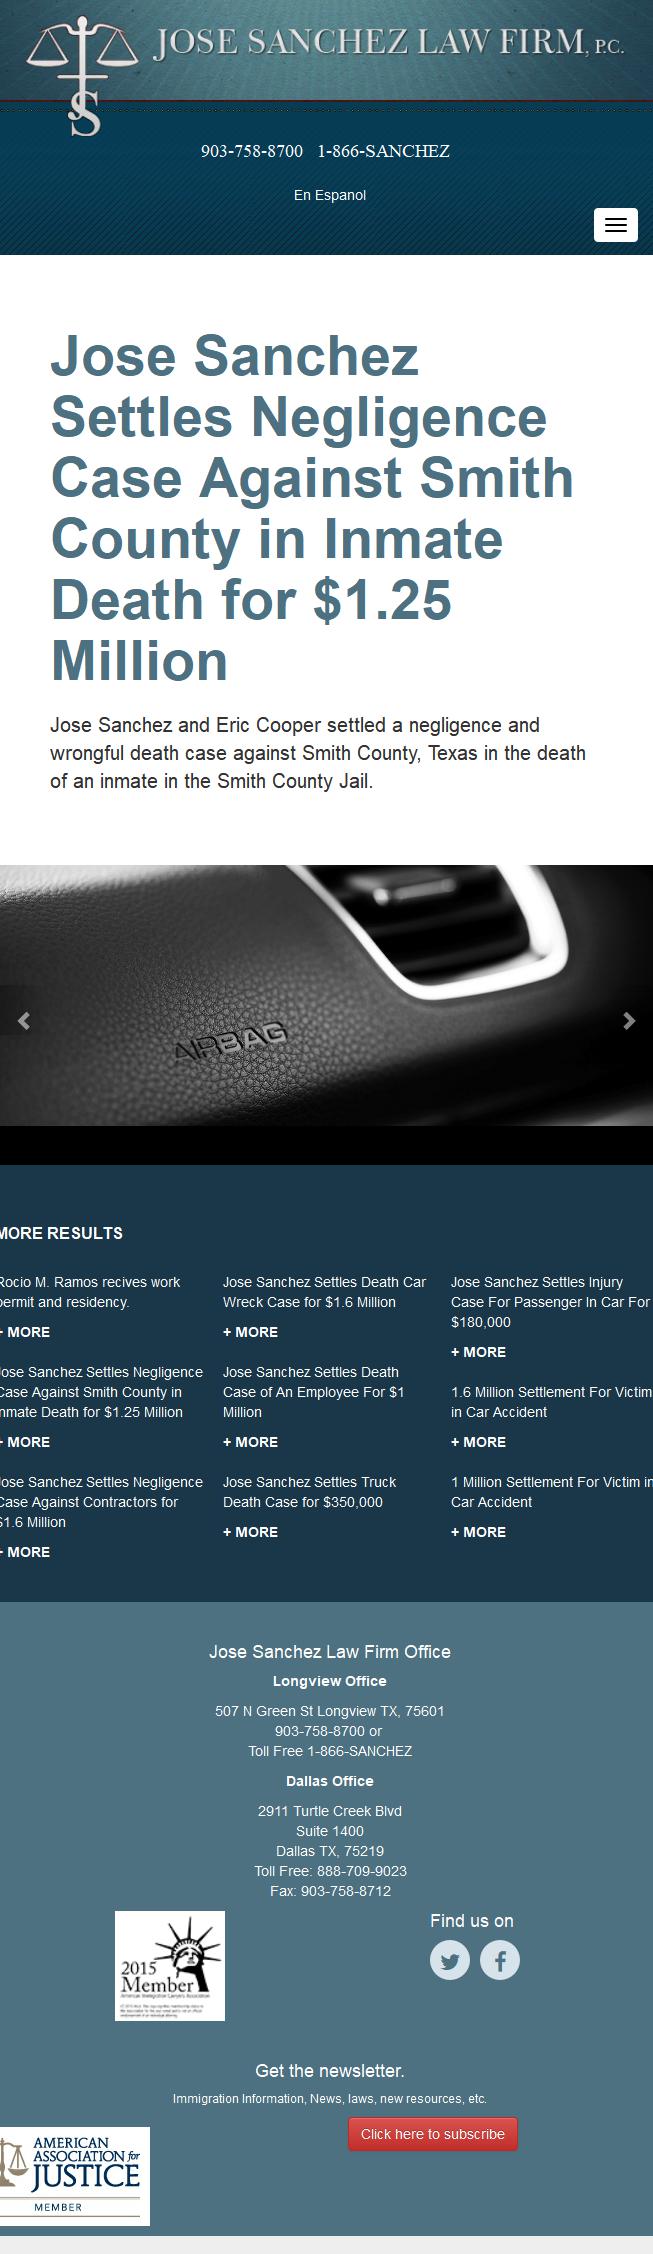 JOSE SANCHEZ LAW FIRM, P.C.
903-758-8700 1-866-SANCHEZ
En Espanol
Jose Sanchez
Settles Negligence
Case Against Smith
County in Inmate
Death for $1.25
Million
Jose Sanchez and Eric Cooper settled a negligence and
wrongful death case against Smith County, Texas in the death
of an inmate in the Smith County Jail.
AIRBAG
MORE RESULTS
Rocio M. Ramos recives work
permit and residency.
+ MORE
Jose Sanchez Settles Negligence
Case Against Smith County in
Inmate Death for $1.25 Million
+ MORE
Jose Sanchez Settles Negligence
Case Against Contractors for
$1.6 Million
+ MORE
Jose Sanchez Settles Death Car
Wreck Case for $1.6 Million
+ MORE
Jose Sanchez Settles Death
Case of An Employee For $1
Million
+ MORE
Jose Sanchez Settles Truck
Death Case for $350,000
+ MORE
Jose Sanchez Settles Injury
Case For Passenger In Car For
$180,000
+ MORE
1.6 Million Settlement For Victim
in Car Accident
+ MORE
1 Million Settlement For Victim in
Car Accident
+ MORE
Jose Sanchez Law Firm Office
Longview Office
507 N Green St Longview TX, 75601
903-758-8700 or
Toll Free 1-866-SANCHEZ
Dallas Office
2911 Turtle Creek Blvd
Suite 1400
Dallas TX, 75219
Toll Free: 888-709-9023
Fax: 903-758-8712
2015
Member
American Immigration Lawyers Association
Find us on
Get the newsletter.
Immigration Information, News, laws, new resources, etc.
Click here to subscribe
AMERICAN
ASSOCIATION for
JUSTICE
MEMBER